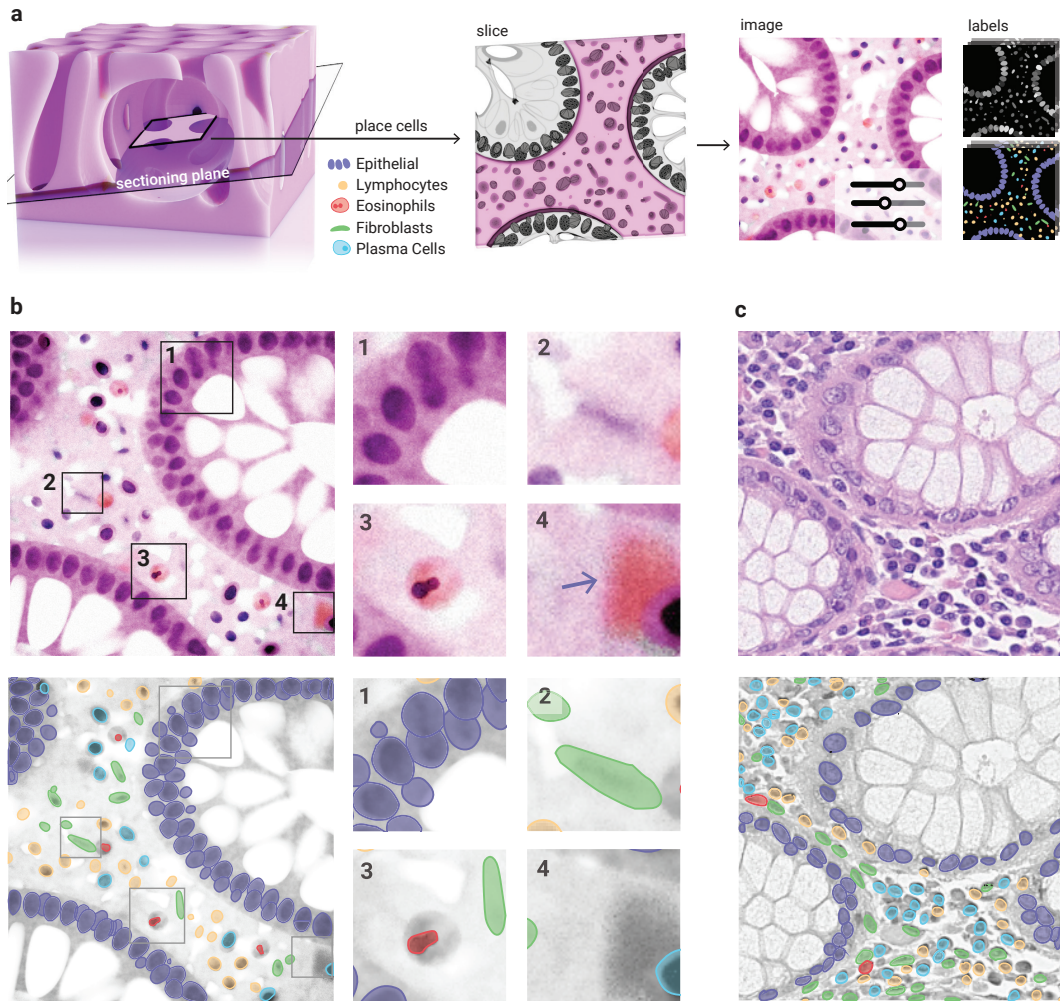 a
slice
image
labels
place cells
sectioning plane
Epithelial
Lymphocytes
Eosinophils
Fibroblasts
Plasma Cells
b
c
1
2
3
4
1
2
3
4
1
2
3
4